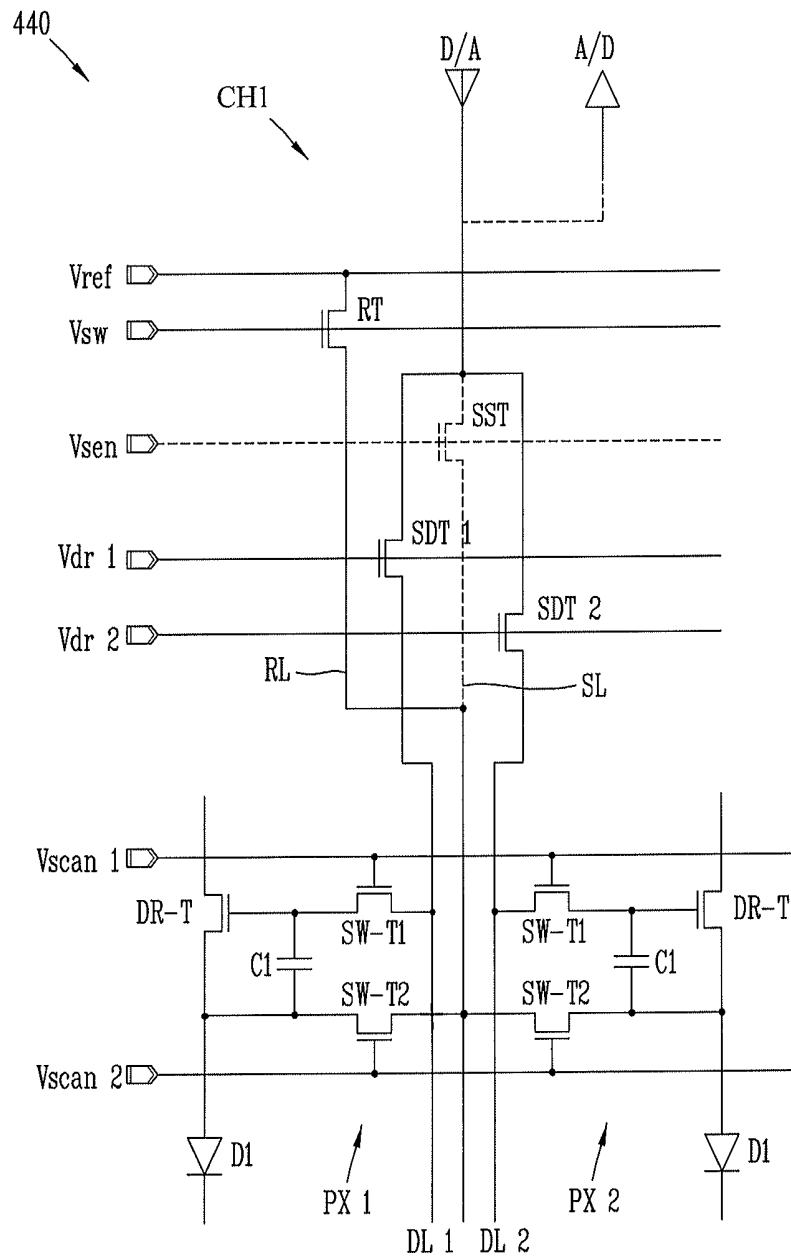 440
D/A
A/D
CH1
Vref
RT
Vsw
SST
Vsen
SDT 1
Vdr 1
SDT 2
Vdr 2
RL
SL
Vscan 1
DR-T
SW-T1
SW-T1
DR-T
C1
C1
SW-T2
SW-T2
Vscan 2
D1
D1
PX 1
PX 2
DL 1
DL 2